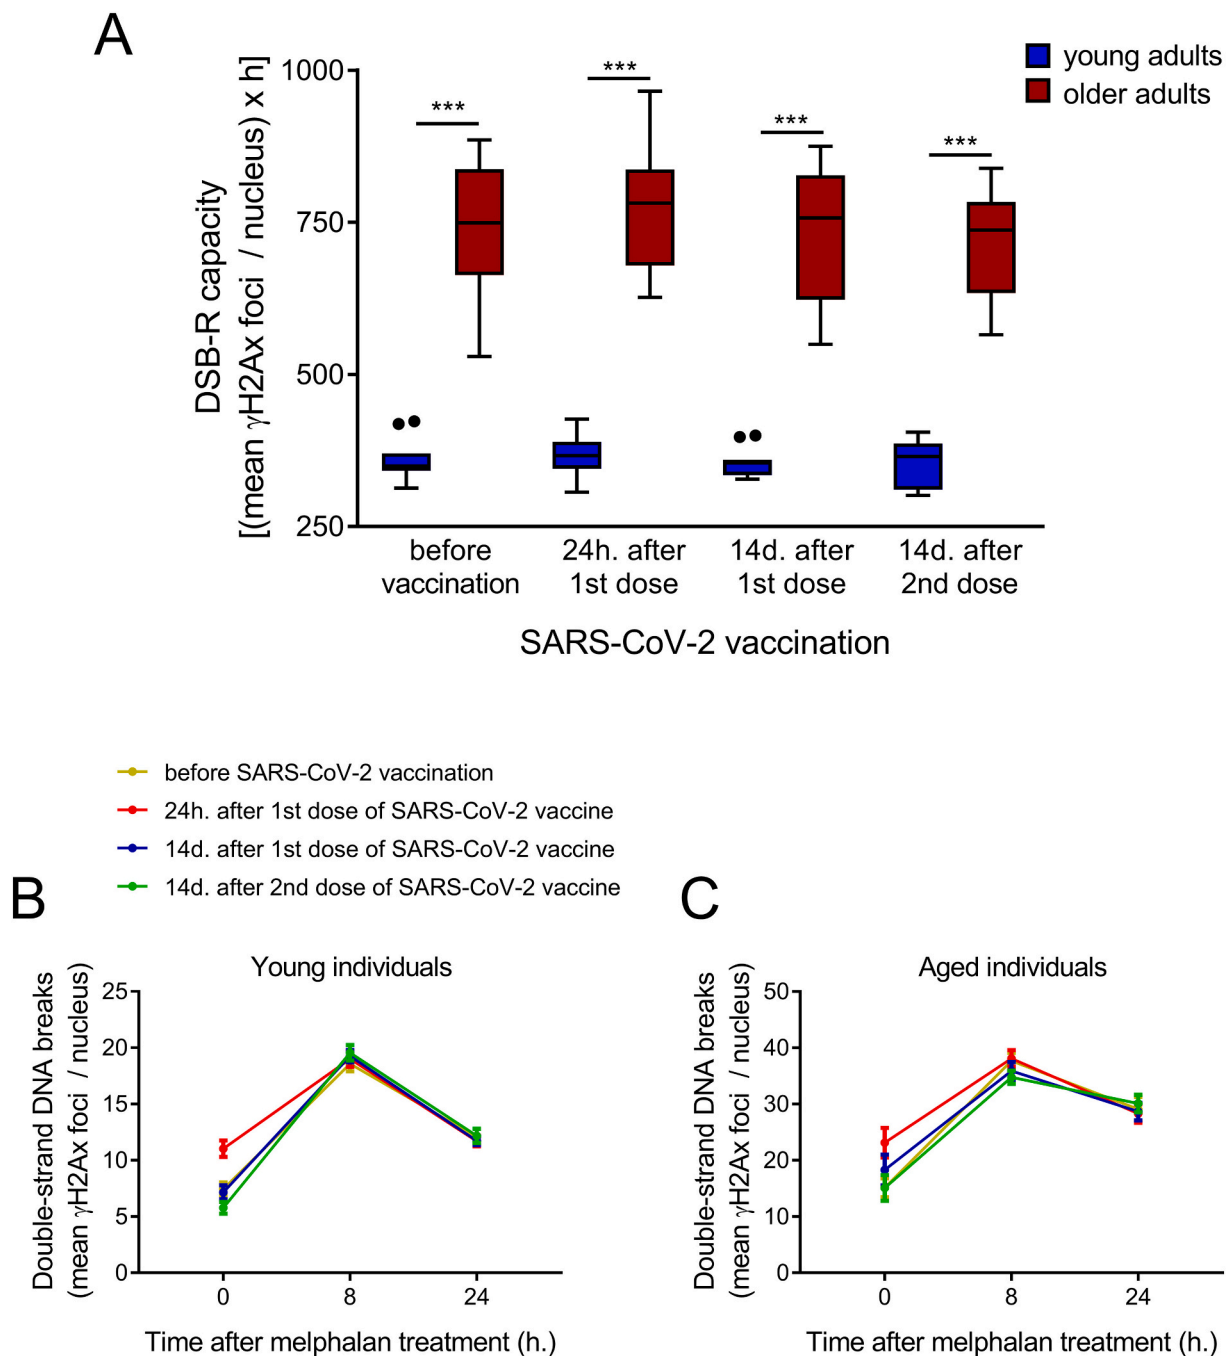 A
young adults
older adults
DSB-R capacity
[(mean γH2Ax foci / nucleus) x h]
1000
750
500
250
***
***
***
***
before
vaccination
24h. after
1st dose
14d. after
1st dose
14d. after
2nd dose
SARS-CoV-2 vaccination
before SARS-CoV-2 vaccination
24h. after 1st dose of SARS-CoV-2 vaccine
14d. after 1st dose of SARS-CoV-2 vaccine
14d. after 2nd dose of SARS-CoV-2 vaccine
B
Young individuals
Double-strand DNA breaks
(mean γH2Ax foci / nucleus)
25
20
15
10
5
0
0 8 24
Time after melphalan treatment (h.)
C
Aged individuals
Double-strand DNA breaks
(mean γH2Ax foci / nucleus)
50
40
30
20
10
0
0 8 24
Time after melphalan treatment (h.)